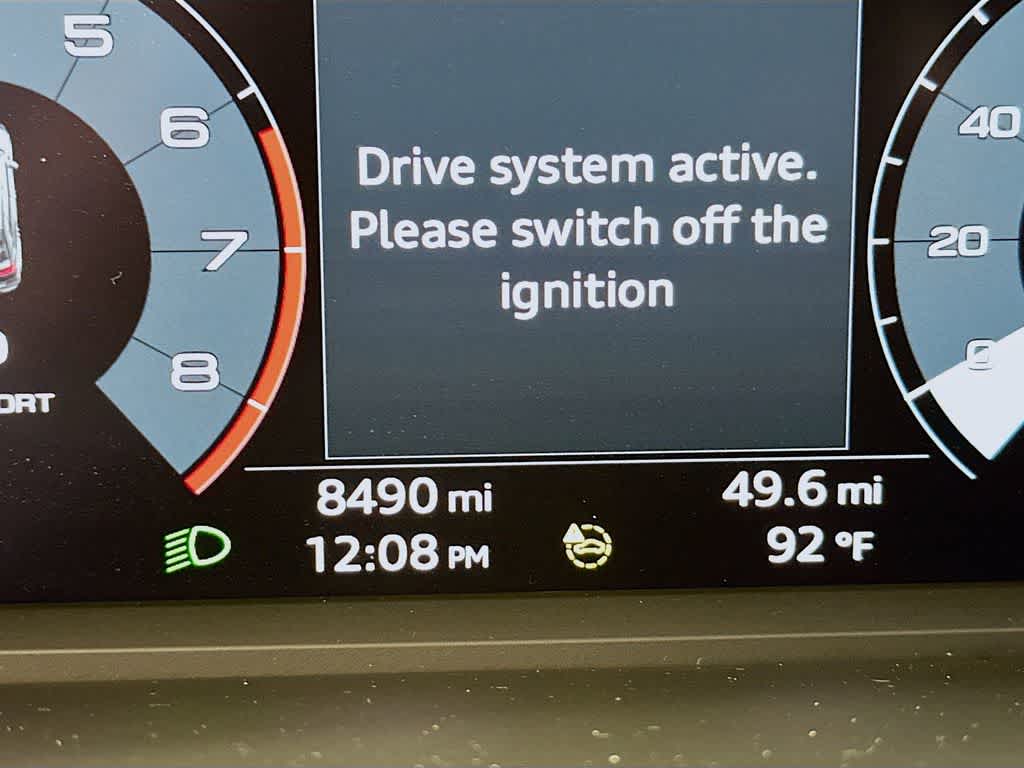 5
6
7
8
ORT
Drive system active.
Please switch off the
ignition
40
20
0
8490 mi
49.6 mi
12:08 PM
92 °F